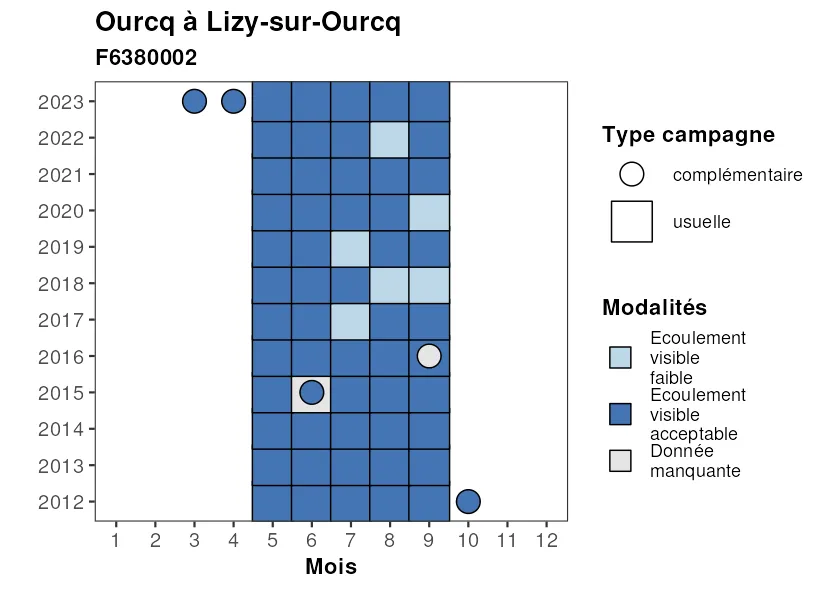 Ourcq à Lizy-sur-Ourcq
F6380002
2023
2022
2021
2020
2019
2018
2017
2016
2015
2014
2013
2012
1 2 3 4 5 6 7 8 9 10 11 12
Mois
Type campagne
complémentaire
usuelle
Modalités
Ecoulement
visible
faible
Ecoulement
visible
acceptable
Donnée
manquante